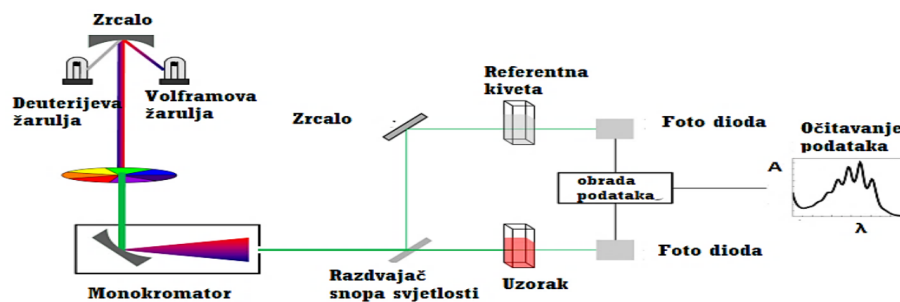 Zrcalo
Deuterijeva
žarulja
Volframova
žarulja
Monokromator
Zrcalo
Razdvajač
snopa svjetlosti
Referentna
kiveta
Uzorak
Foto dioda
obrada
podataka
Foto dioda
Očitavanje
podataka
A
λ